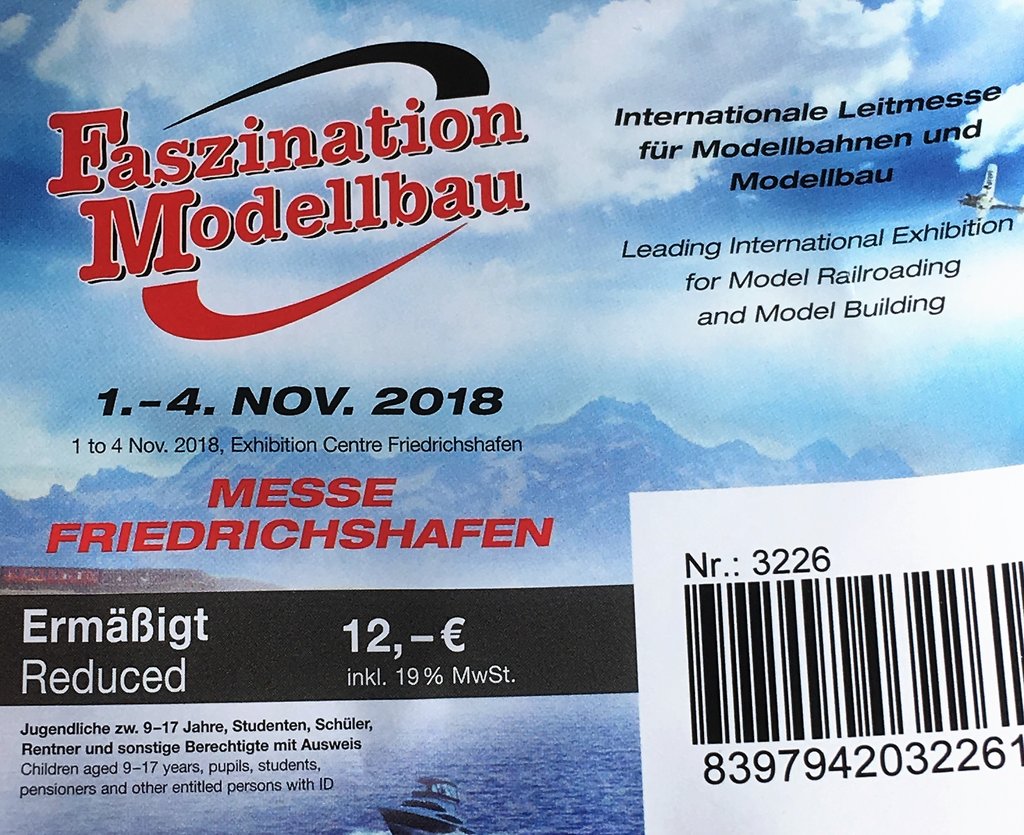 Faszination
Modellbau
Internationale Leitmesse
für Modellbahnen und
Modellbau
Leading International Exhibition
for Model Railroading
and Model Building
1.–4. NOV. 2018
1 to 4 Nov. 2018, Exhibition Centre Friedrichshafen
MESSE
FRIEDRICHSHAFEN
Nr.: 3226
8397942032261
Ermäßigt
Reduced
12,–€
inkl. 19% MwSt.
Jugendliche zw. 9–17 Jahre, Studenten, Schüler,
Rentner und sonstige Berechtigte mit Ausweis
Children aged 9–17 years, pupils, students,
pensioners and other entitled persons with ID